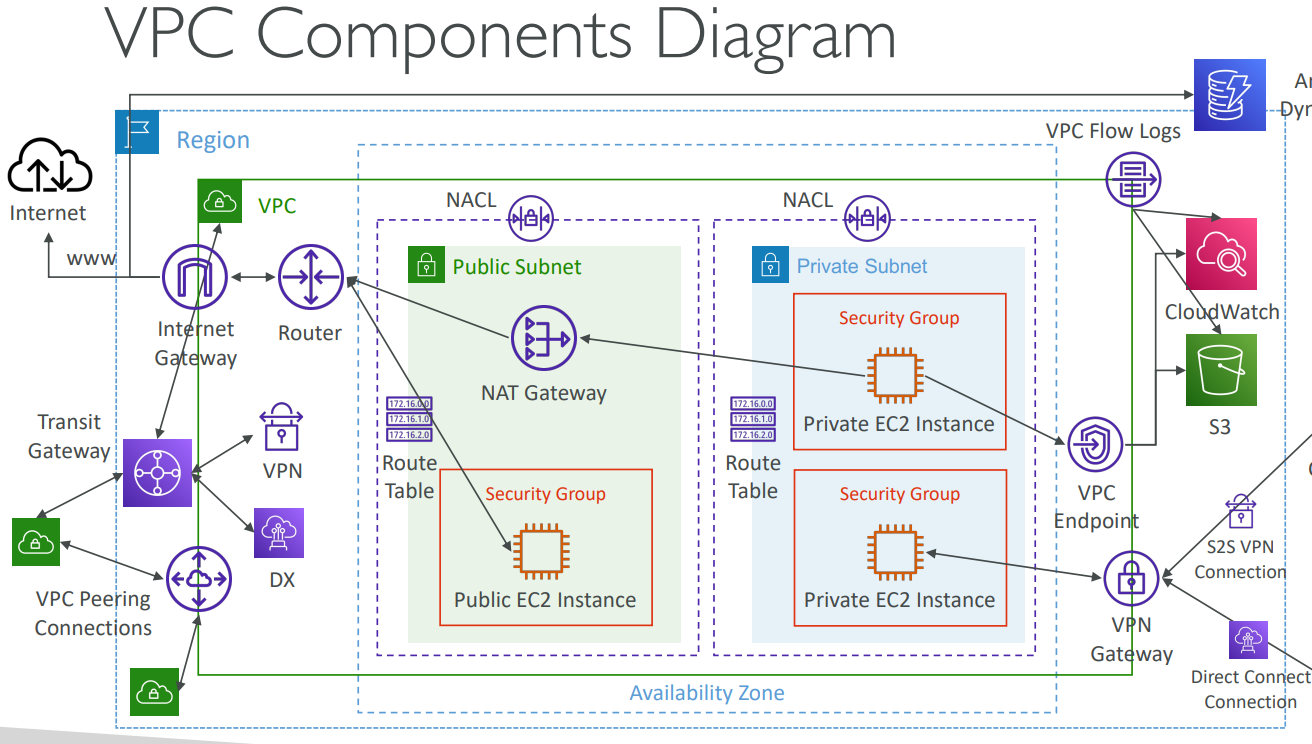 VPC Components Diagram
Region
VPC Flow Logs
Internet
www
VPC
NACL
NACL
Public Subnet
Private Subnet
Internet
Gateway
Router
NAT Gateway
Security Group
Private EC2 Instance
CloudWatch
S3
Transit
Gateway
VPN
DX
172.16.0.0
172.16.1.0
172.16.2.0
Route
Table
172.16.0.0
172.16.1.0
172.16.2.0
Route
Table
Security Group
Public EC2 Instance
Security Group
Private EC2 Instance
VPC
Endpoint
S2S VPN
Connection
VPC Peering
Connections
VPN
Gateway
Direct Connect
Connection
Availability Zone